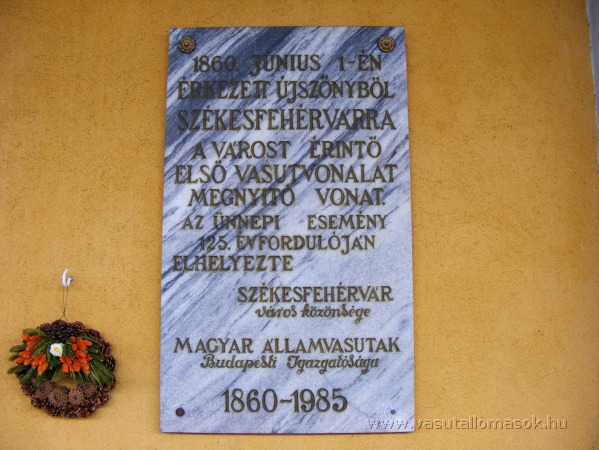 1860. JÚNIUS 1-ÉN
ÉRKEZETT ÚJSZŐNYBŐL
SZÉKESFEHÉRVÁRRA
A VÁROST ÉRINTŐ
ELSŐ VASÚTVONALAT
MEGNYITÓ VONAT.
AZ ÜNNEPI ESEMÉNY
125. ÉVFORDULÓJÁN
ELHELYEZTE
SZÉKESFEHÉRVÁR
város közönsége
MAGYAR ÁLLAMVASUTAK
Budapesti Igazgatósága
1860-1985
© www.vasutallomasok.hu